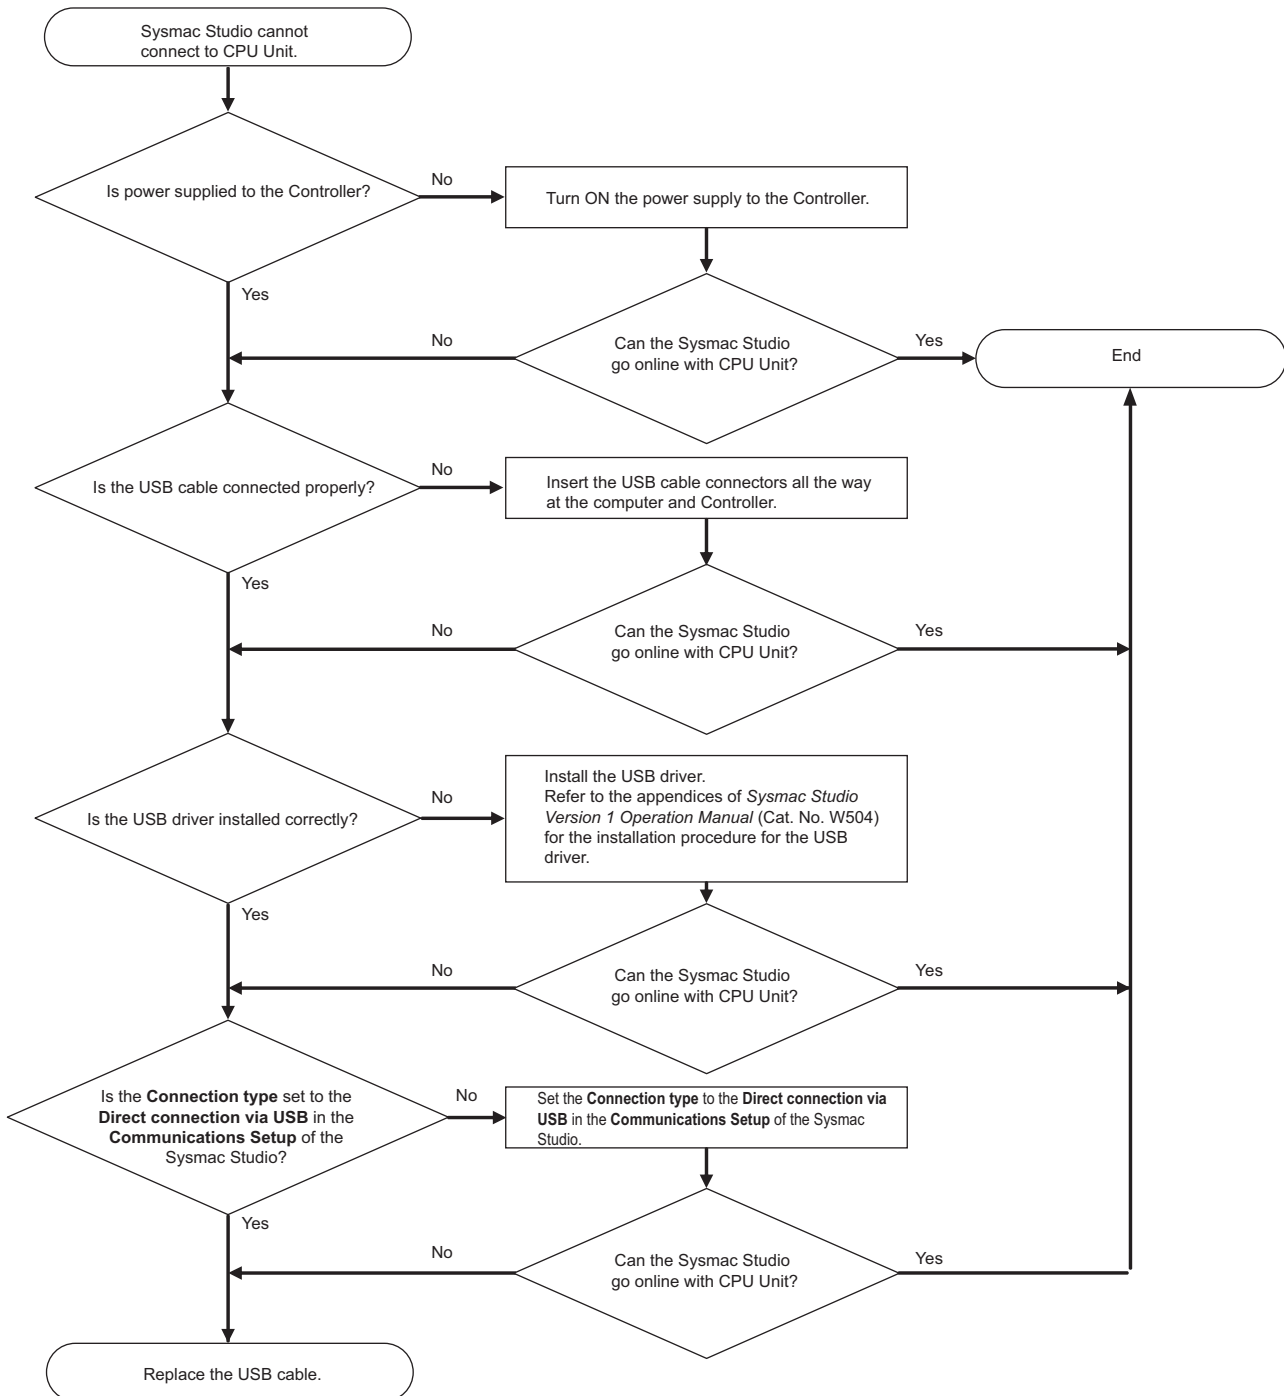 Sysmac Studio cannot
connect to CPU Unit.
Is power supplied to the Controller?
No
Turn ON the power supply to the Controller.
Yes
Can the Sysmac Studio
go online with CPU Unit?
No
Yes
End
Is the USB cable connected properly?
No
Insert the USB cable connectors all the way
at the computer and Controller.
Yes
Can the Sysmac Studio
go online with CPU Unit?
No
Yes
Is the USB driver installed correctly?
No
Install the USB driver.
Refer to the appendices of Sysmac Studio
Version 1 Operation Manual (Cat. No. W504)
for the installation procedure for the USB
driver.
Yes
Can the Sysmac Studio
go online with CPU Unit?
No
Yes
Is the Connection type set to the
Direct connection via USB in the
Communications Setup of the
Sysmac Studio?
No
Set the Connection type to the Direct connection via
USB in the Communications Setup of the Sysmac
Studio.
Yes
Can the Sysmac Studio
go online with CPU Unit?
No
Yes
Replace the USB cable.